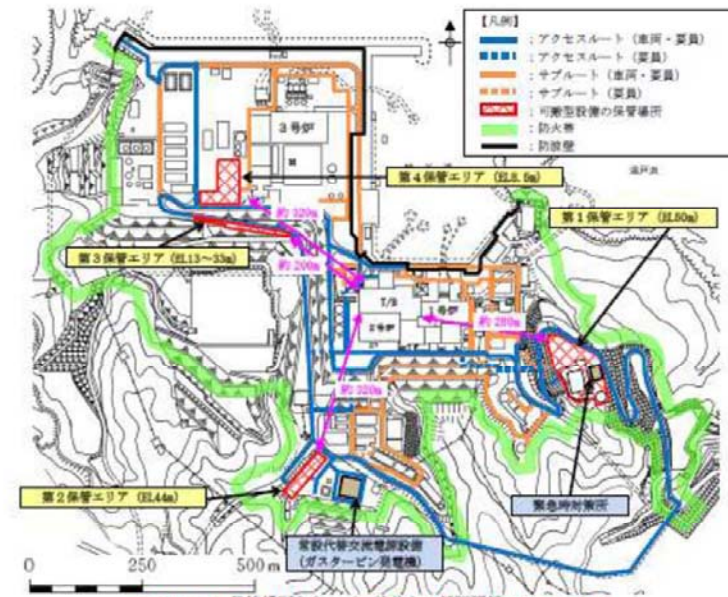 【凡例】
：アクセスルート（車両・要員）
：アクセスルート（要員）
：サブルート（車両・要員）
：サブルート（要員）
：可搬型設備の保管場所
：防火帯
：防波壁
3号炉
第4保管エリア（EL8.5m）
第1保管エリア（EL50m）
約320m
第3保管エリア（EL13～33m）
約200m
T/B
2号炉
号炉
約280m
約320m
第2保管エリア（EL44m）
緊急時対策所
常設代替交流電源設備
（ガスタービン発電機）
0 250 500 m